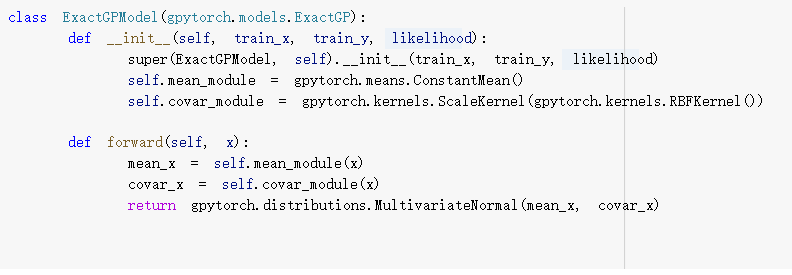 class ExactGPModel(gpytorch.models.ExactGP):
def __init__(self, train_x, train_y, likelihood):
super(ExactGPModel, self).__init__(train_x, train_y, likelihood)
self.mean_module = gpytorch.means.ConstantMean()
self.covar_module = gpytorch.kernels.ScaleKernel(gpytorch.kernels.RBFKernel())
def forward(self, x):
mean_x = self.mean_module(x)
covar_x = self.covar_module(x)
return gpytorch.distributions.MultivariateNormal(mean_x, covar_x)